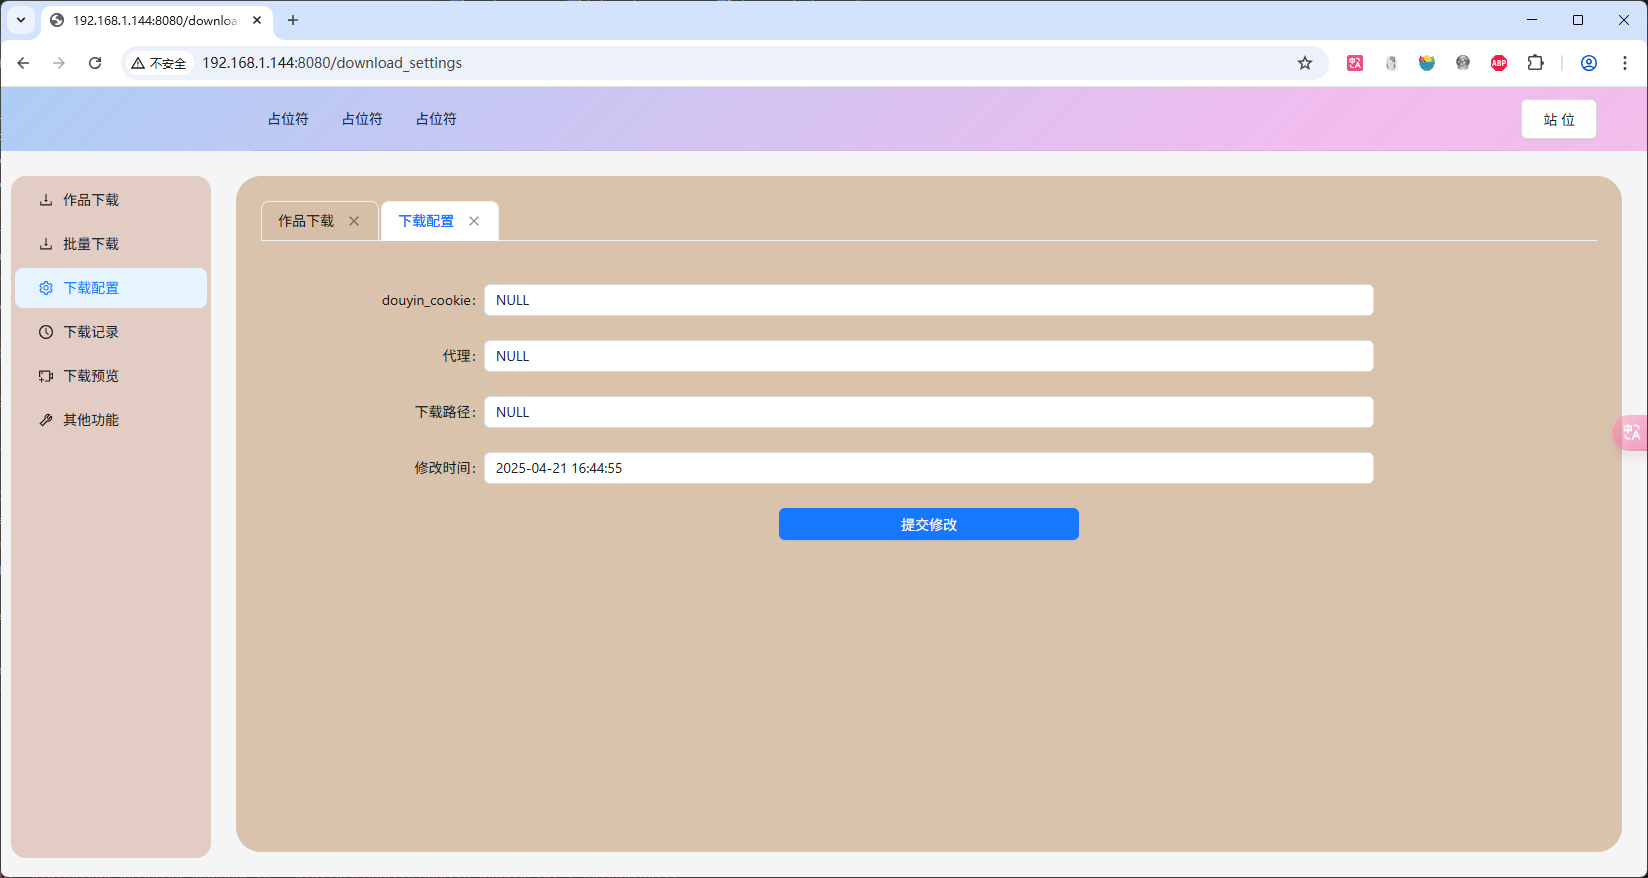 192.168.1.144:8080/downloa
不安全
192.168.1.144:8080/download_settings
ABP
占位符 占位符 占位符
站 位
作品下载
批量下载
下载配置
下载记录
下载预览
其他功能
作品下载 下载配置
douyin_cookie: NULL
代理: NULL
下载路径: NULL
修改时间: 2025-04-21 16:44:55
提交修改
中A